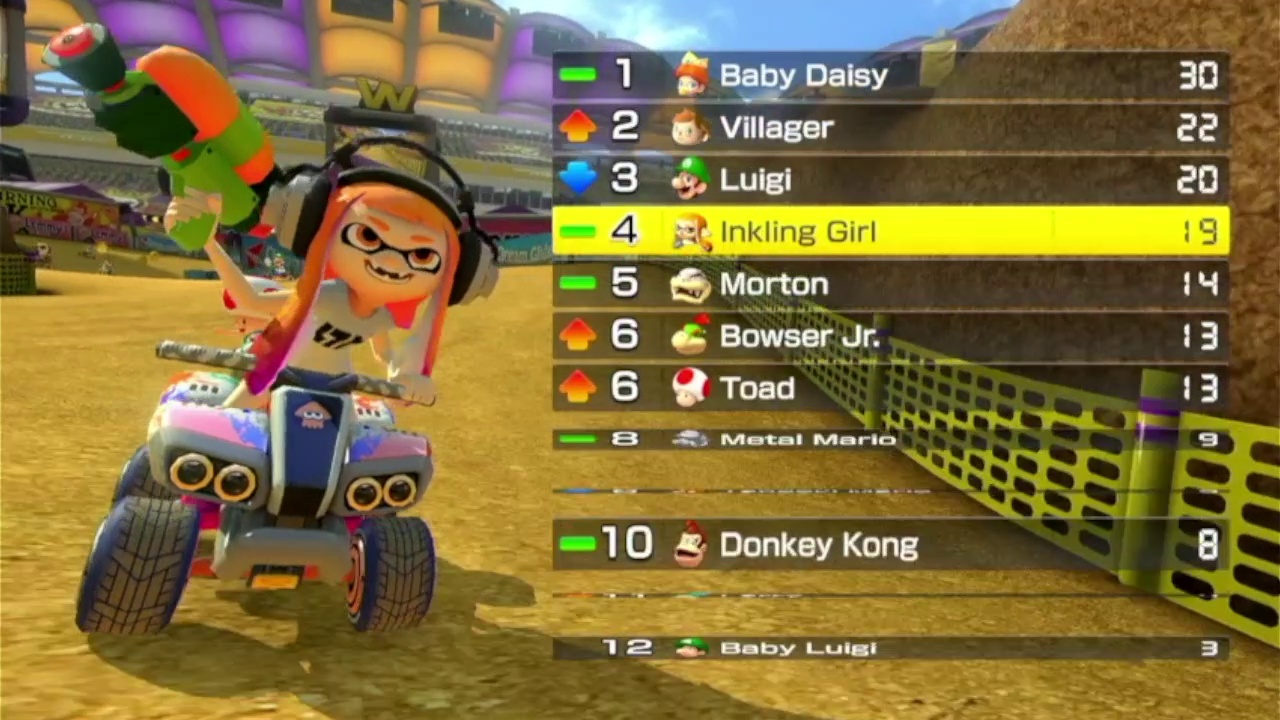 1 Baby Daisy 30
2 Villager 22
3 Luigi 20
4 Inkling Girl 19
5 Morton 14
6 Bowser Jr. 13
6 Toad 13
8 Metal Mario 9
10 Donkey Kong 8
12 Baby Luigi 3
W